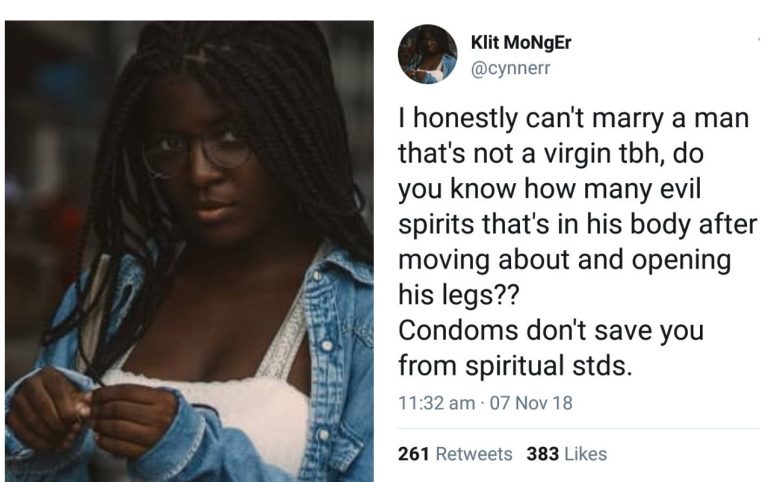 Klit MoNgEr
@cynnerr
I honestly can't marry a man
that's not a virgin tbh, do
you know how many evil
spirits that's in his body after
moving about and opening
his legs??
Condoms don't save you
from spiritual stds.
11:32 am · 07 Nov 18
261 Retweets 383 Likes